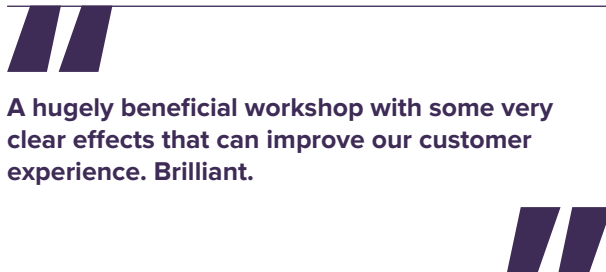 A hugely beneficial workshop with some very
clear effects that can improve our customer
experience. Brilliant.